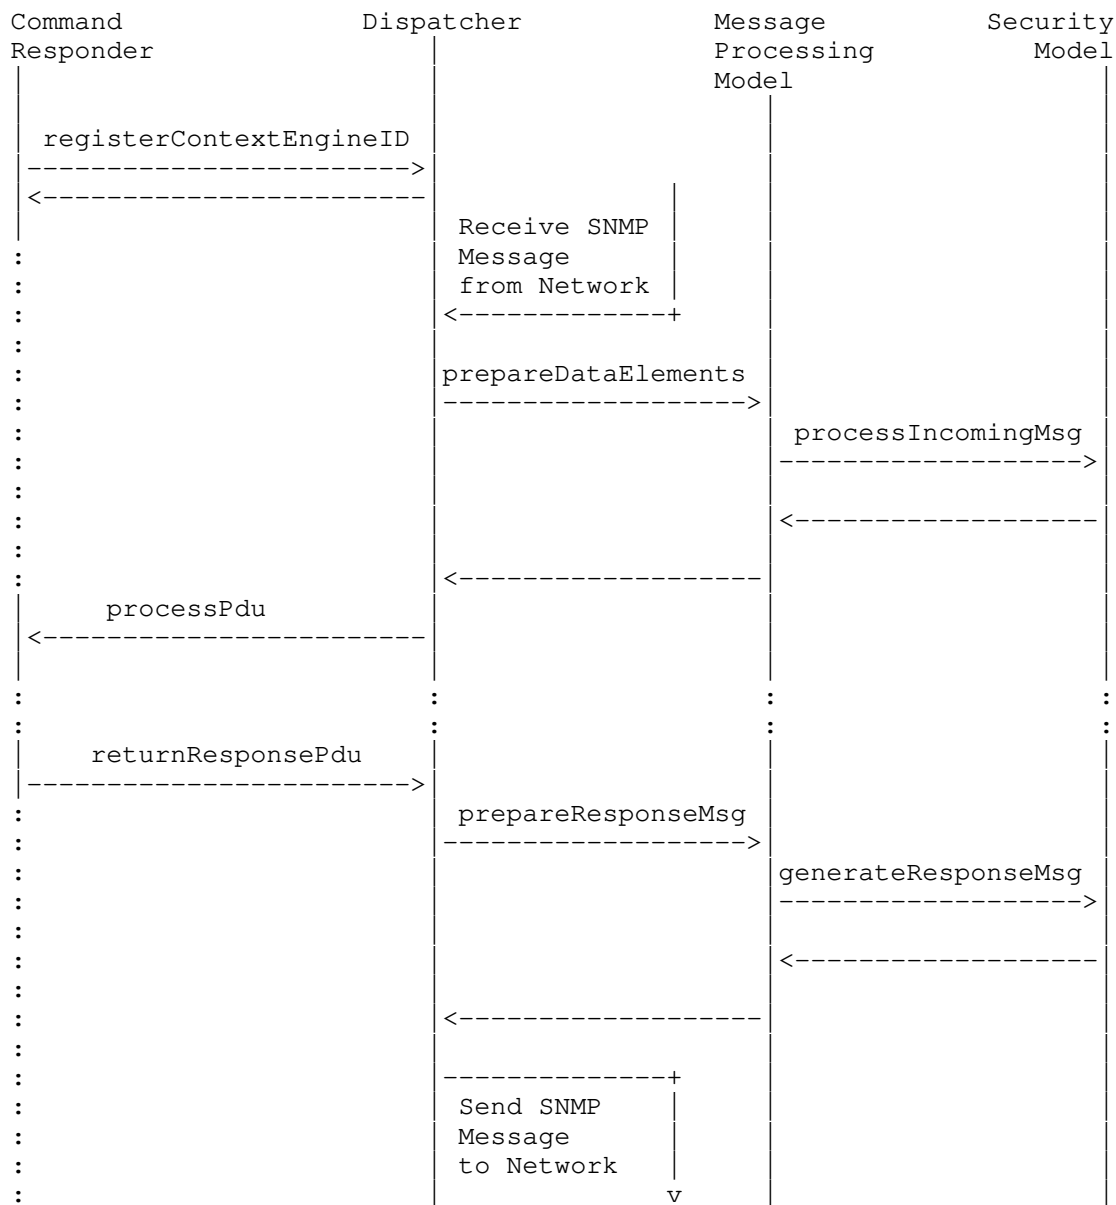 Command Dispatcher Message Security
Responder Processing Model
Model
registerContextEngineID
Receive SNMP
Message
from Network
prepareDataElements
processIncomingMsg
processPdu
returnResponsePdu
prepareResponseMsg
generateResponseMsg
Send SNMP
Message
to Network
v